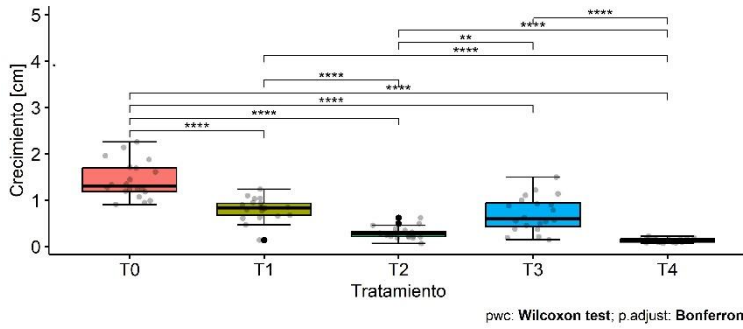 Crecimiento [cm]
5
4
3
2
1
0
****
****
**
****
****
****
****
****
****
T0
T1
T2
T3
T4
Tratamiento
pwc: Wilcoxon test; p.adjust: Bonferron